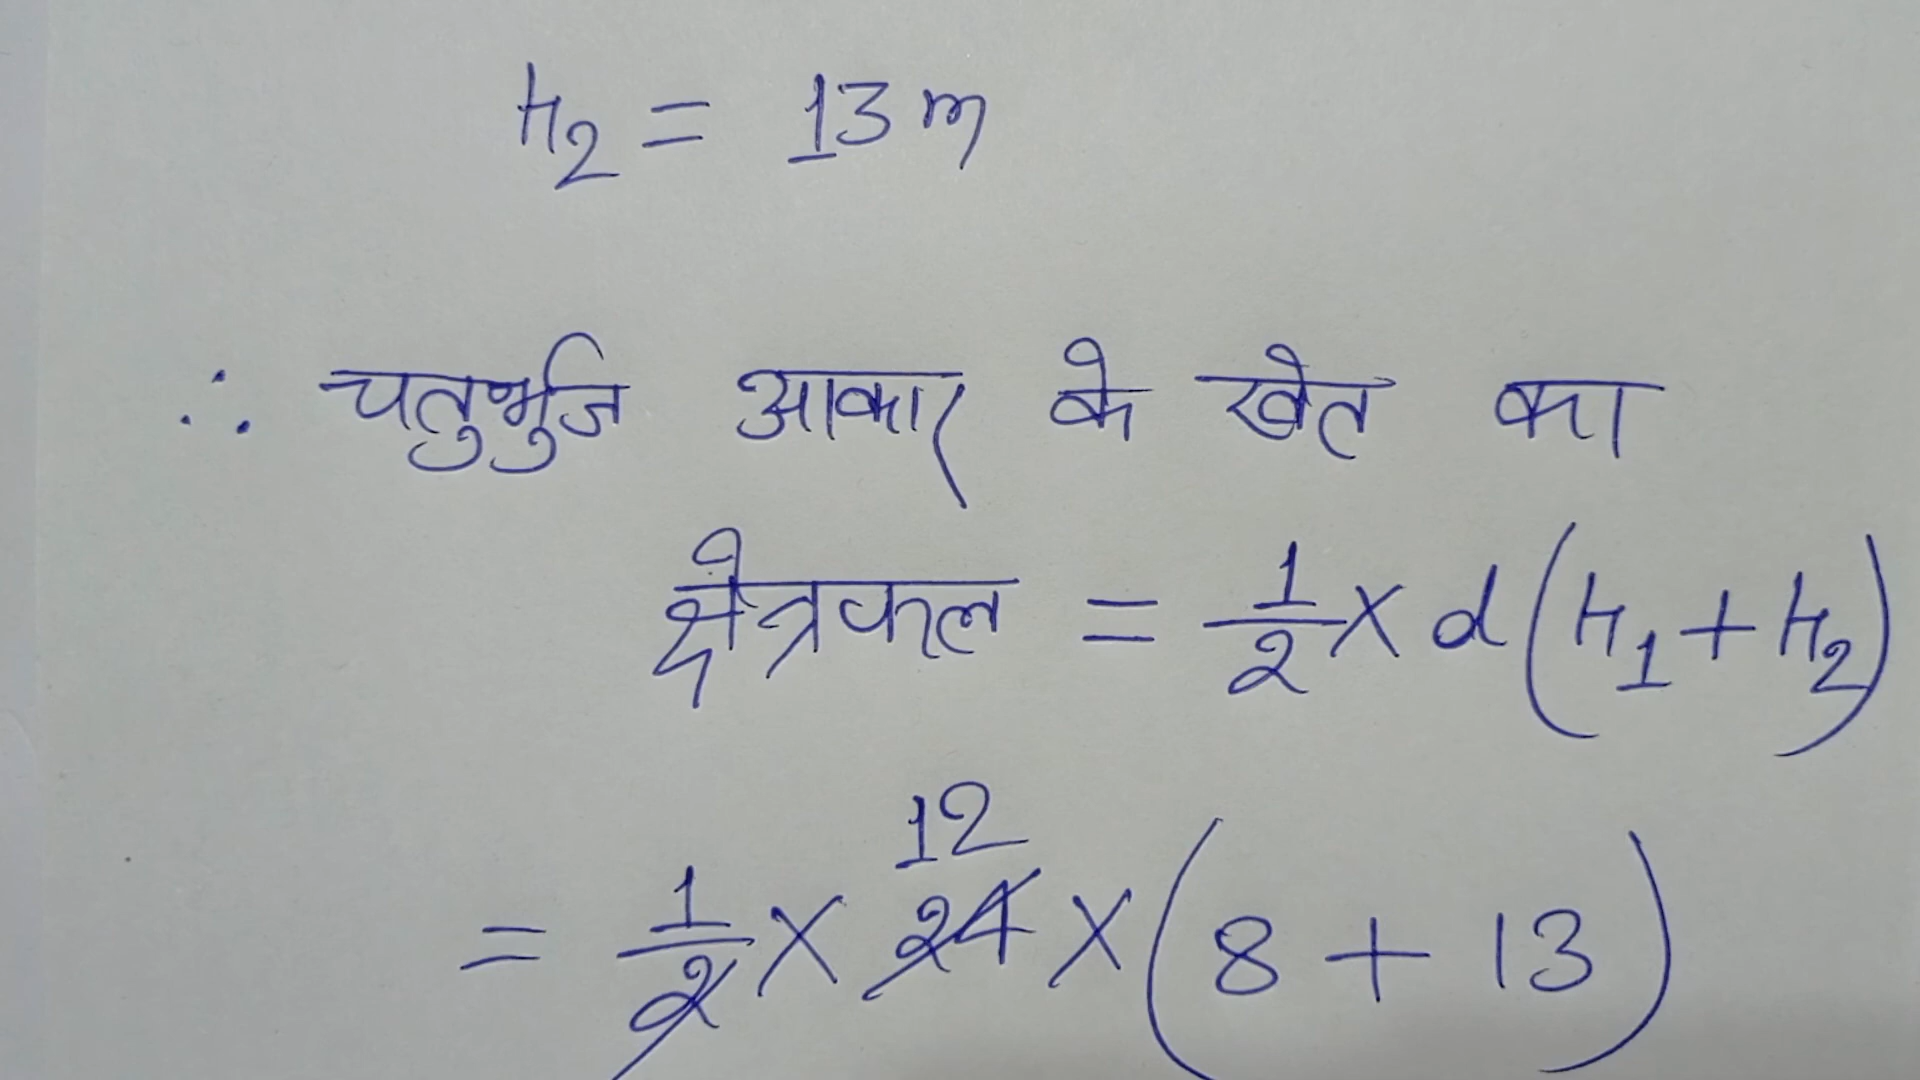 h₂ = 13 m
∴ चतुर्भुज आकार के खेत का
क्षेत्रफल = 1/2 × d (h₁ + h₂)
12
= 1/2 × 24 × (8 + 13)